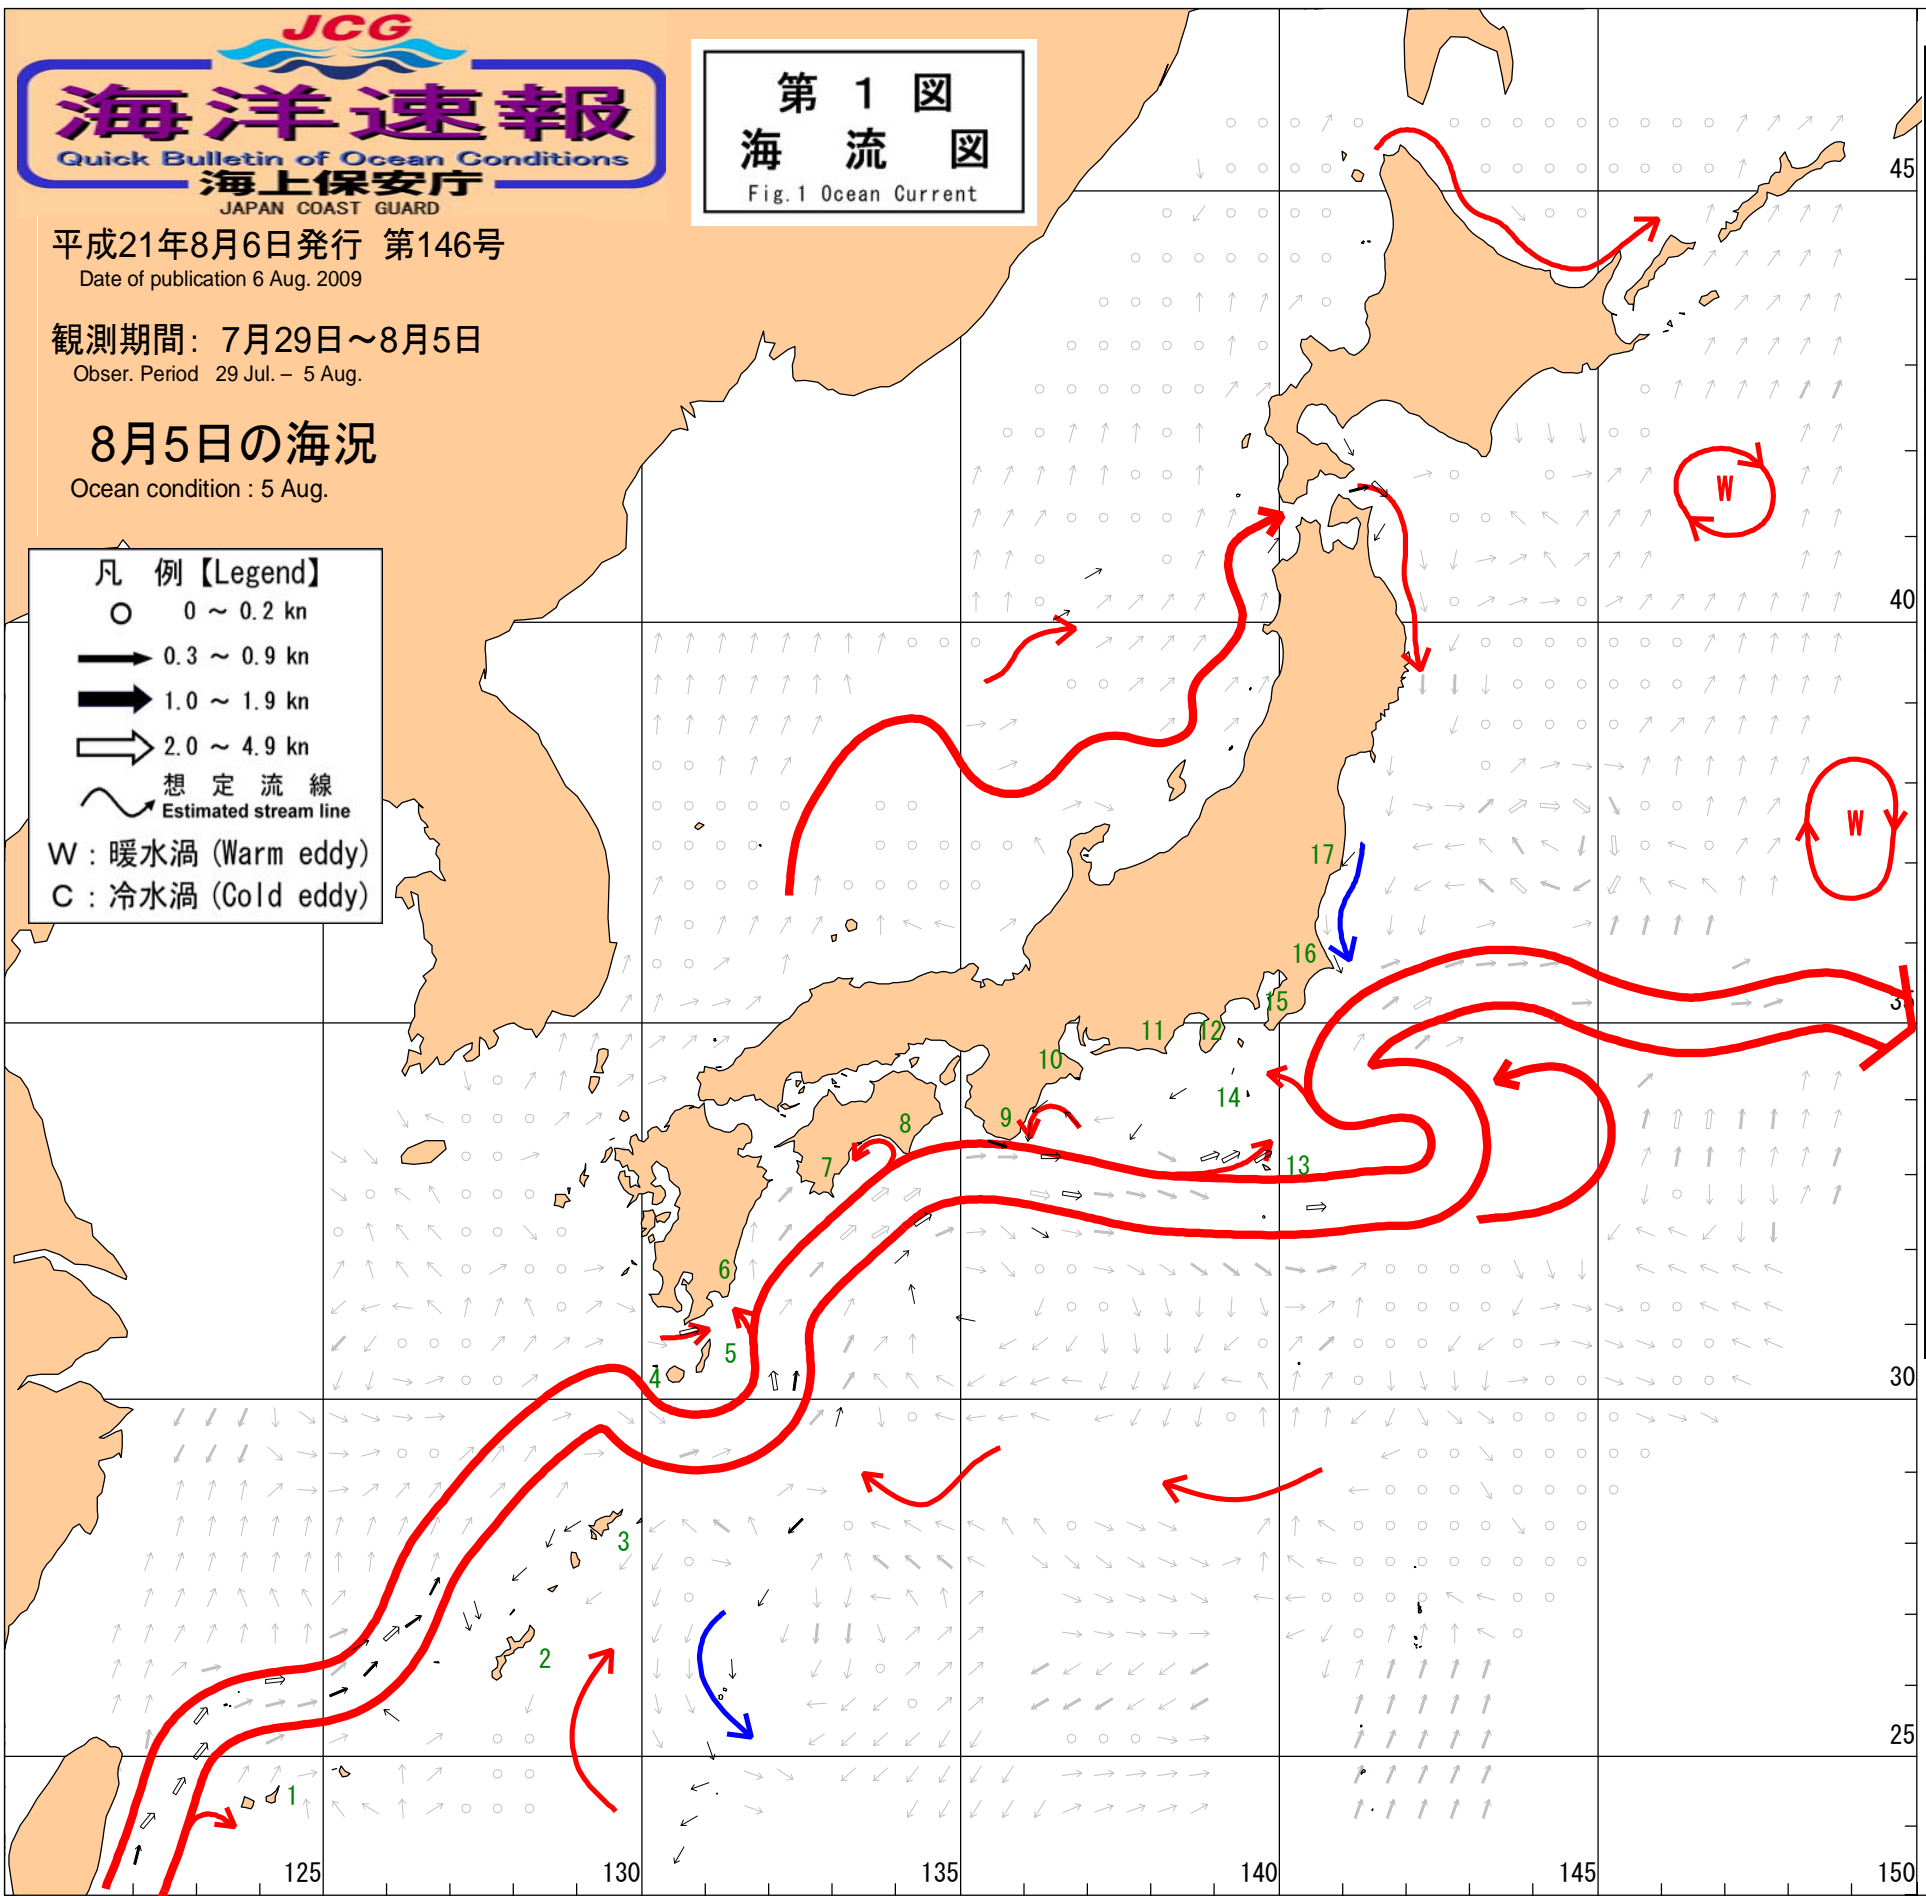 JCG
海洋速報
Quick Bulletin of Ocean Conditions
海上保安庁
JAPAN COAST GUARD
第 1 図
海 流 図
Fig.1 Ocean Current
平成21年8月6日発行 第146号
Date of publication 6 Aug. 2009
観測期間: 7月29日～8月5日
Obser. Period 29 Jul. – 5 Aug.
8月5日の海況
Ocean condition : 5 Aug.
凡 例【Legend】
0 ～ 0.2 kn
0.3 ～ 0.9 kn
1.0 ～ 1.9 kn
2.0 ～ 4.9 kn
想 定 流 線
Estimated stream line
W : 暖水渦 (Warm eddy)
C : 冷水渦 (Cold eddy)
45
W
40
W
17
16
35
15
12
11
10
14
9
8
13
7
6
5
4
30
3
2
25
1
125
130
135
140
145
150